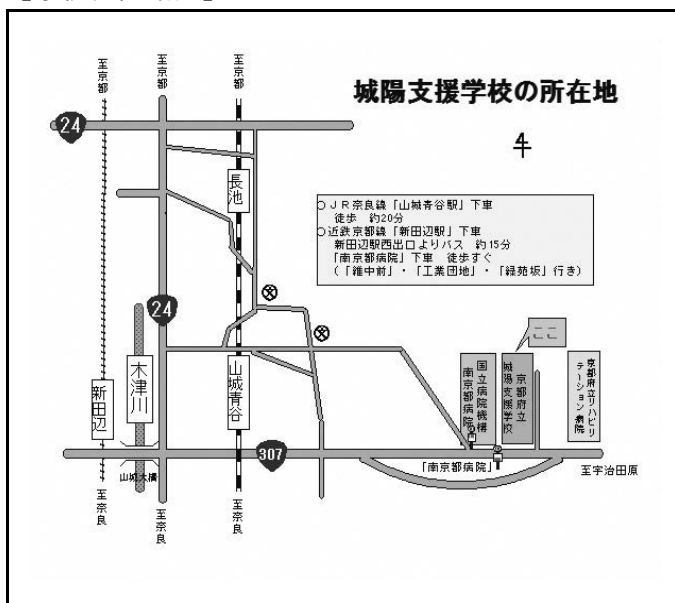 城陽支援学校の所在地
至京都
至京都
至京都
24
長池
○JR奈良線「山城青谷駅」下車
徒歩 約20分
○近鉄京都線「新田辺駅」下車
新田辺駅西出口よりバス 約15分
「南京都病院」下車 徒歩すぐ
(「維中前」・「工業団地」・「緑苑坂」行き)
24
ここ
木津川
新田辺
山城青谷
国立病院機構
南京都病院
京都府立
城陽支援学校
京都府立リハビリ
テーション病院
307
山城大橋
「南京都病院」
至宇治田原
至奈良
至奈良
至奈良